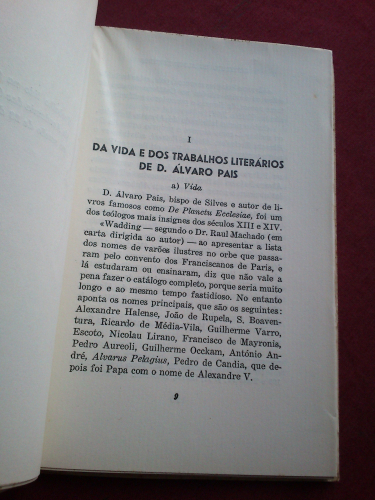 I
DA VIDA E DOS TRABALHOS LITERÁRIOS
DE D. ÁLVARO PAIS
a) Vida
D. Álvaro Pais, bispo de Silves e autor de li-
vros famosos como De Planctu Ecclesiae, foi um
dos teólogos mais insignes dos séculos XIII e XIV.
«Wadding — segundo o Dr. Raul Machado (em
carta dirigida ao autor) — ao apresentar a lista
dos nomes de varões ilustres no orbe que passa-
ram pelo convento dos Franciscanos de Paris, e
lá estudaram ou ensinaram, diz que não vale a
pena fazer o catálogo completo, porque seria muito
longo e ao mesmo tempo fastidioso. No entanto
aponta os nomes principais, que são os seguintes:
Alexandre Halense, João de Rupela, S. Boaven-
tura, Ricardo de Média-Vila, Guilherme Varro,
Escoto, Nicolau Lirano, Francisco de Mayronis,
Pedro Aureoli, Guilherme Occkam, António An-
dré, Alvarus Pelagius, Pedro de Candia, que de-
pois foi Papa com o nome de Alexandre V.
9